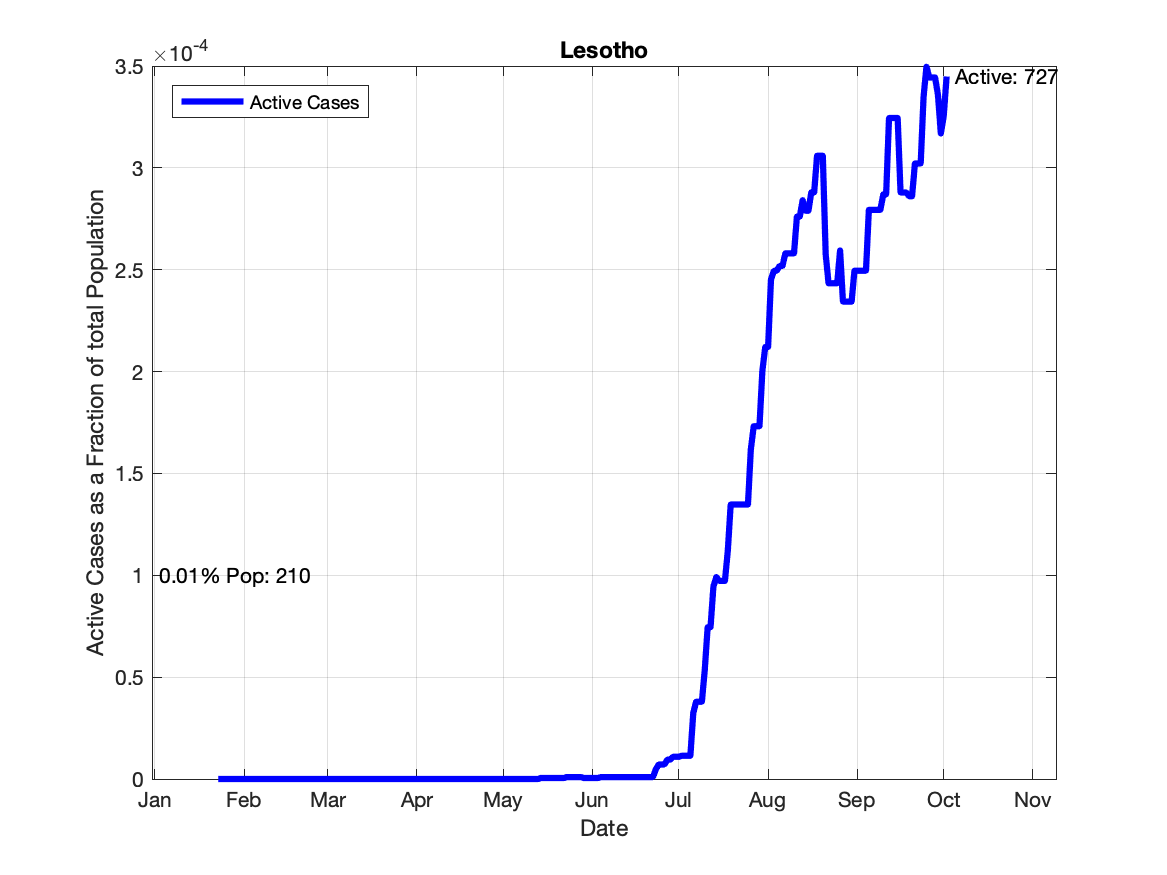 Lesotho
×10-4
3.5
Active: 727
Active Cases
3
2.5
2
1.5
1
0.01% Pop: 210
0.5
0
Active Cases as a Fraction of total Population
Jan Feb Mar Apr May Jun Jul Aug Sep Oct Nov
Date